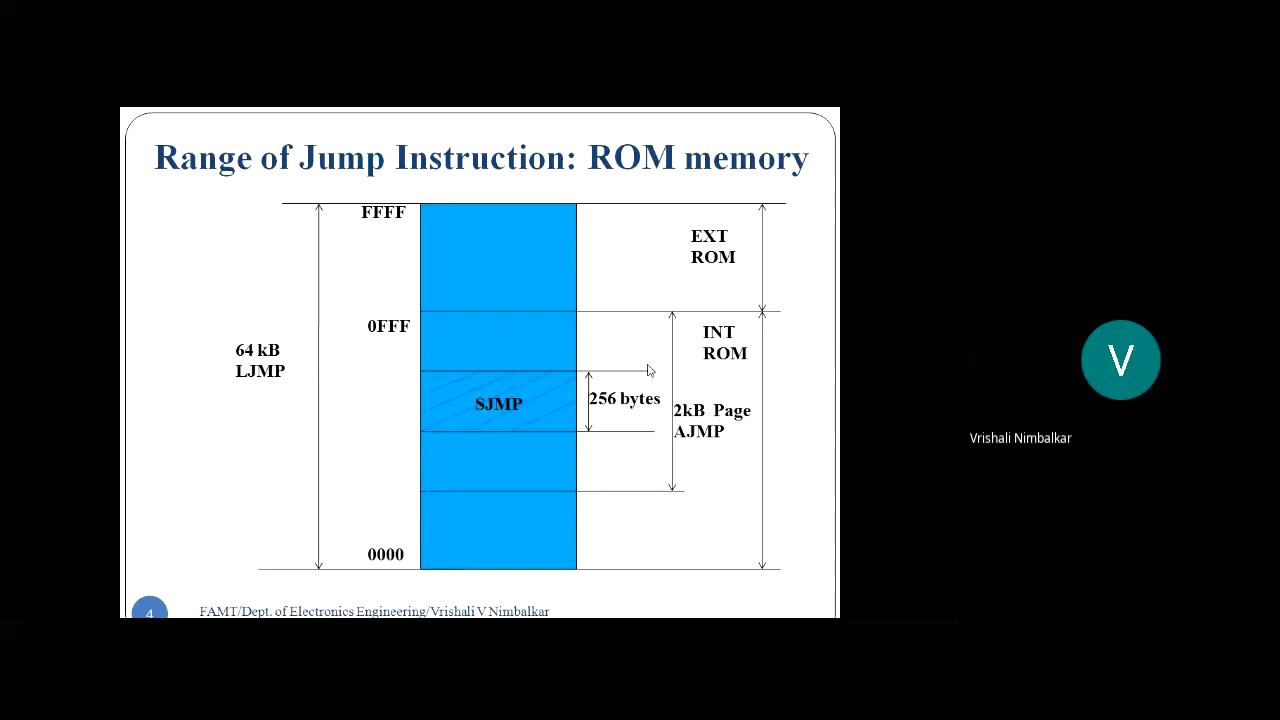 Range of Jump Instruction: ROM memory
FFFF
EXT
ROM
0FFF
INT
ROM
64 kB
LJMP
SJMP
256 bytes
2kB Page
AJMP
0000
4
FAMT/Dept. of Electronics Engineering/Vrishali V Nimbalkar
V
Vrishali Nimbalkar